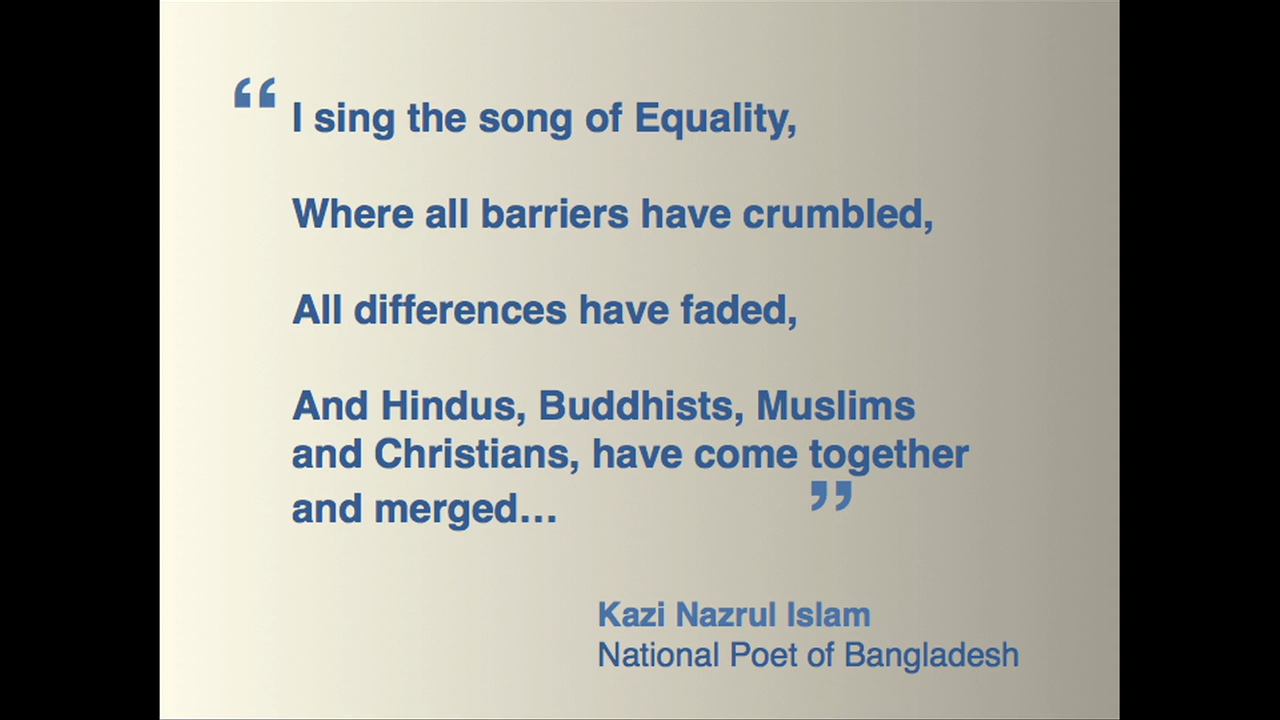 “ I sing the song of Equality,
Where all barriers have crumbled,
All differences have faded,
And Hindus, Buddhists, Muslims
and Christians, have come together
and merged… ”
Kazi Nazrul Islam
National Poet of Bangladesh